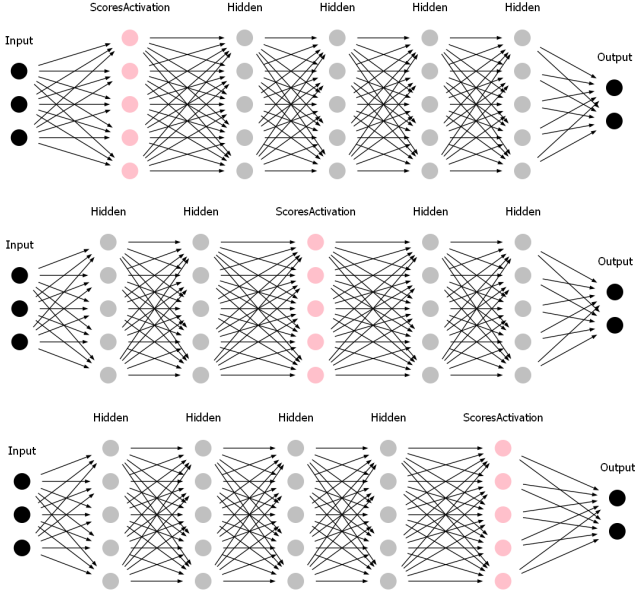 ScoresActivation Hidden Hidden Hidden Hidden
Input
Output
Hidden Hidden ScoresActivation Hidden Hidden
Input
Output
Hidden Hidden Hidden Hidden ScoresActivation
Input
Output